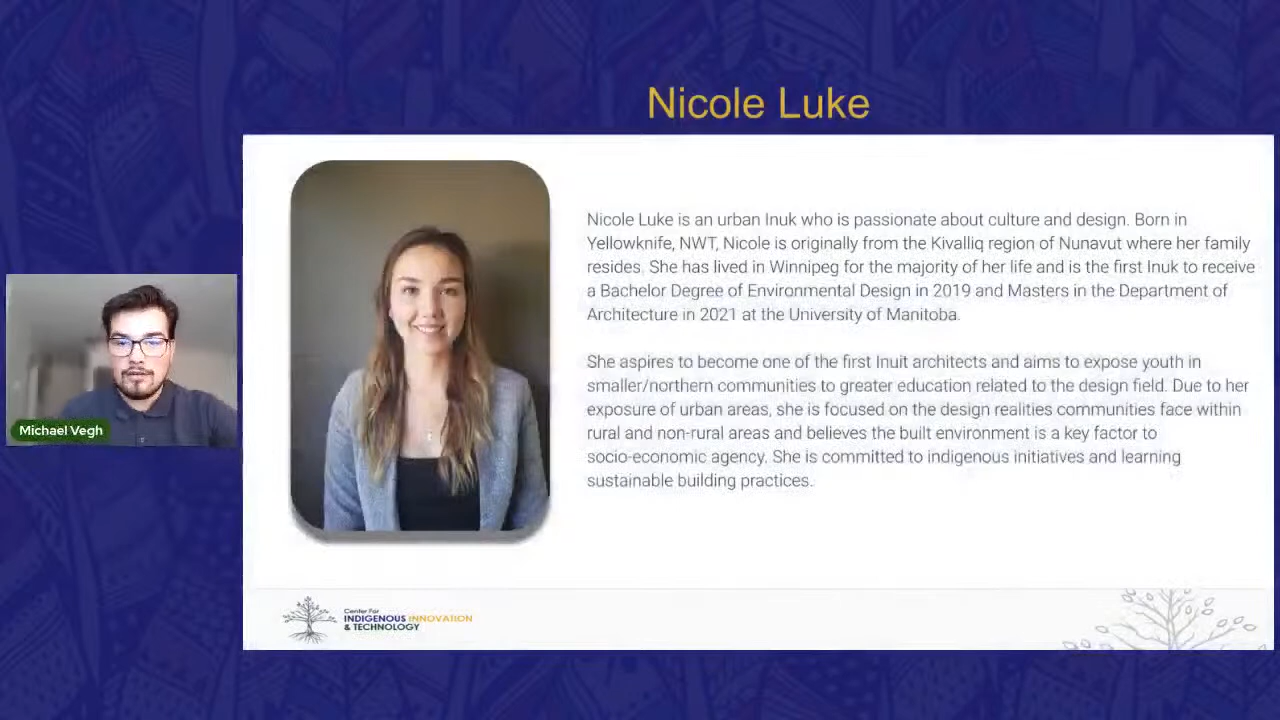 Nicole Luke
Nicole Luke is an urban Inuk who is passionate about culture and design. Born in
Yellowknife, NWT, Nicole is originally from the Kivalliq region of Nunavut where her family
resides. She has lived in Winnipeg for the majority of her life and is the first Inuk to receive
a Bachelor Degree of Environmental Design in 2019 and Masters in the Department of
Architecture in 2021 at the University of Manitoba.
She aspires to become one of the first Inuit architects and aims to expose youth in
smaller/northern communities to greater education related to the design field. Due to her
exposure of urban areas, she is focused on the design realities communities face within
rural and non-rural areas and believes the built environment is a key factor to
socio-economic agency. She is committed to indigenous initiatives and learning
sustainable building practices.
Michael Vegh
Center For
INDIGENOUS INNOVATION
& TECHNOLOGY